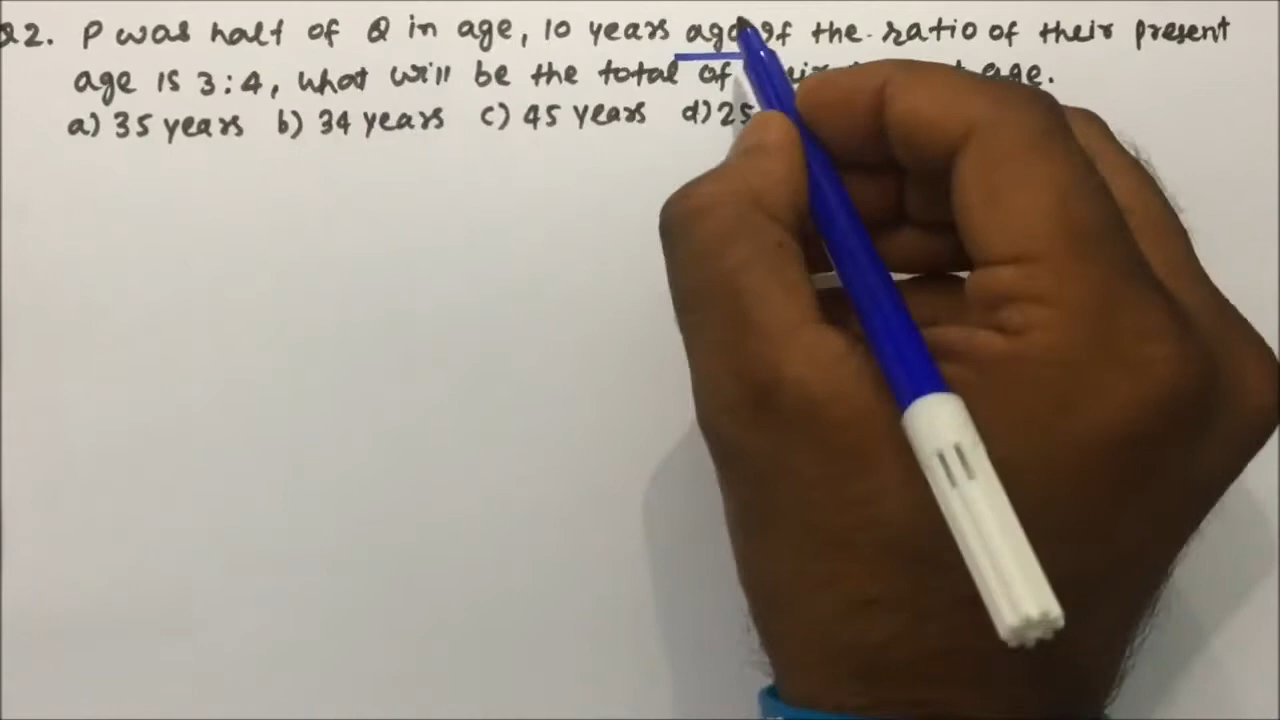 Q2. P was half of Q in age, 10 years ago If the ratio of their present
age is 3:4, what will be the total of age.
a) 35 years b) 34 years c) 45 years d) 25